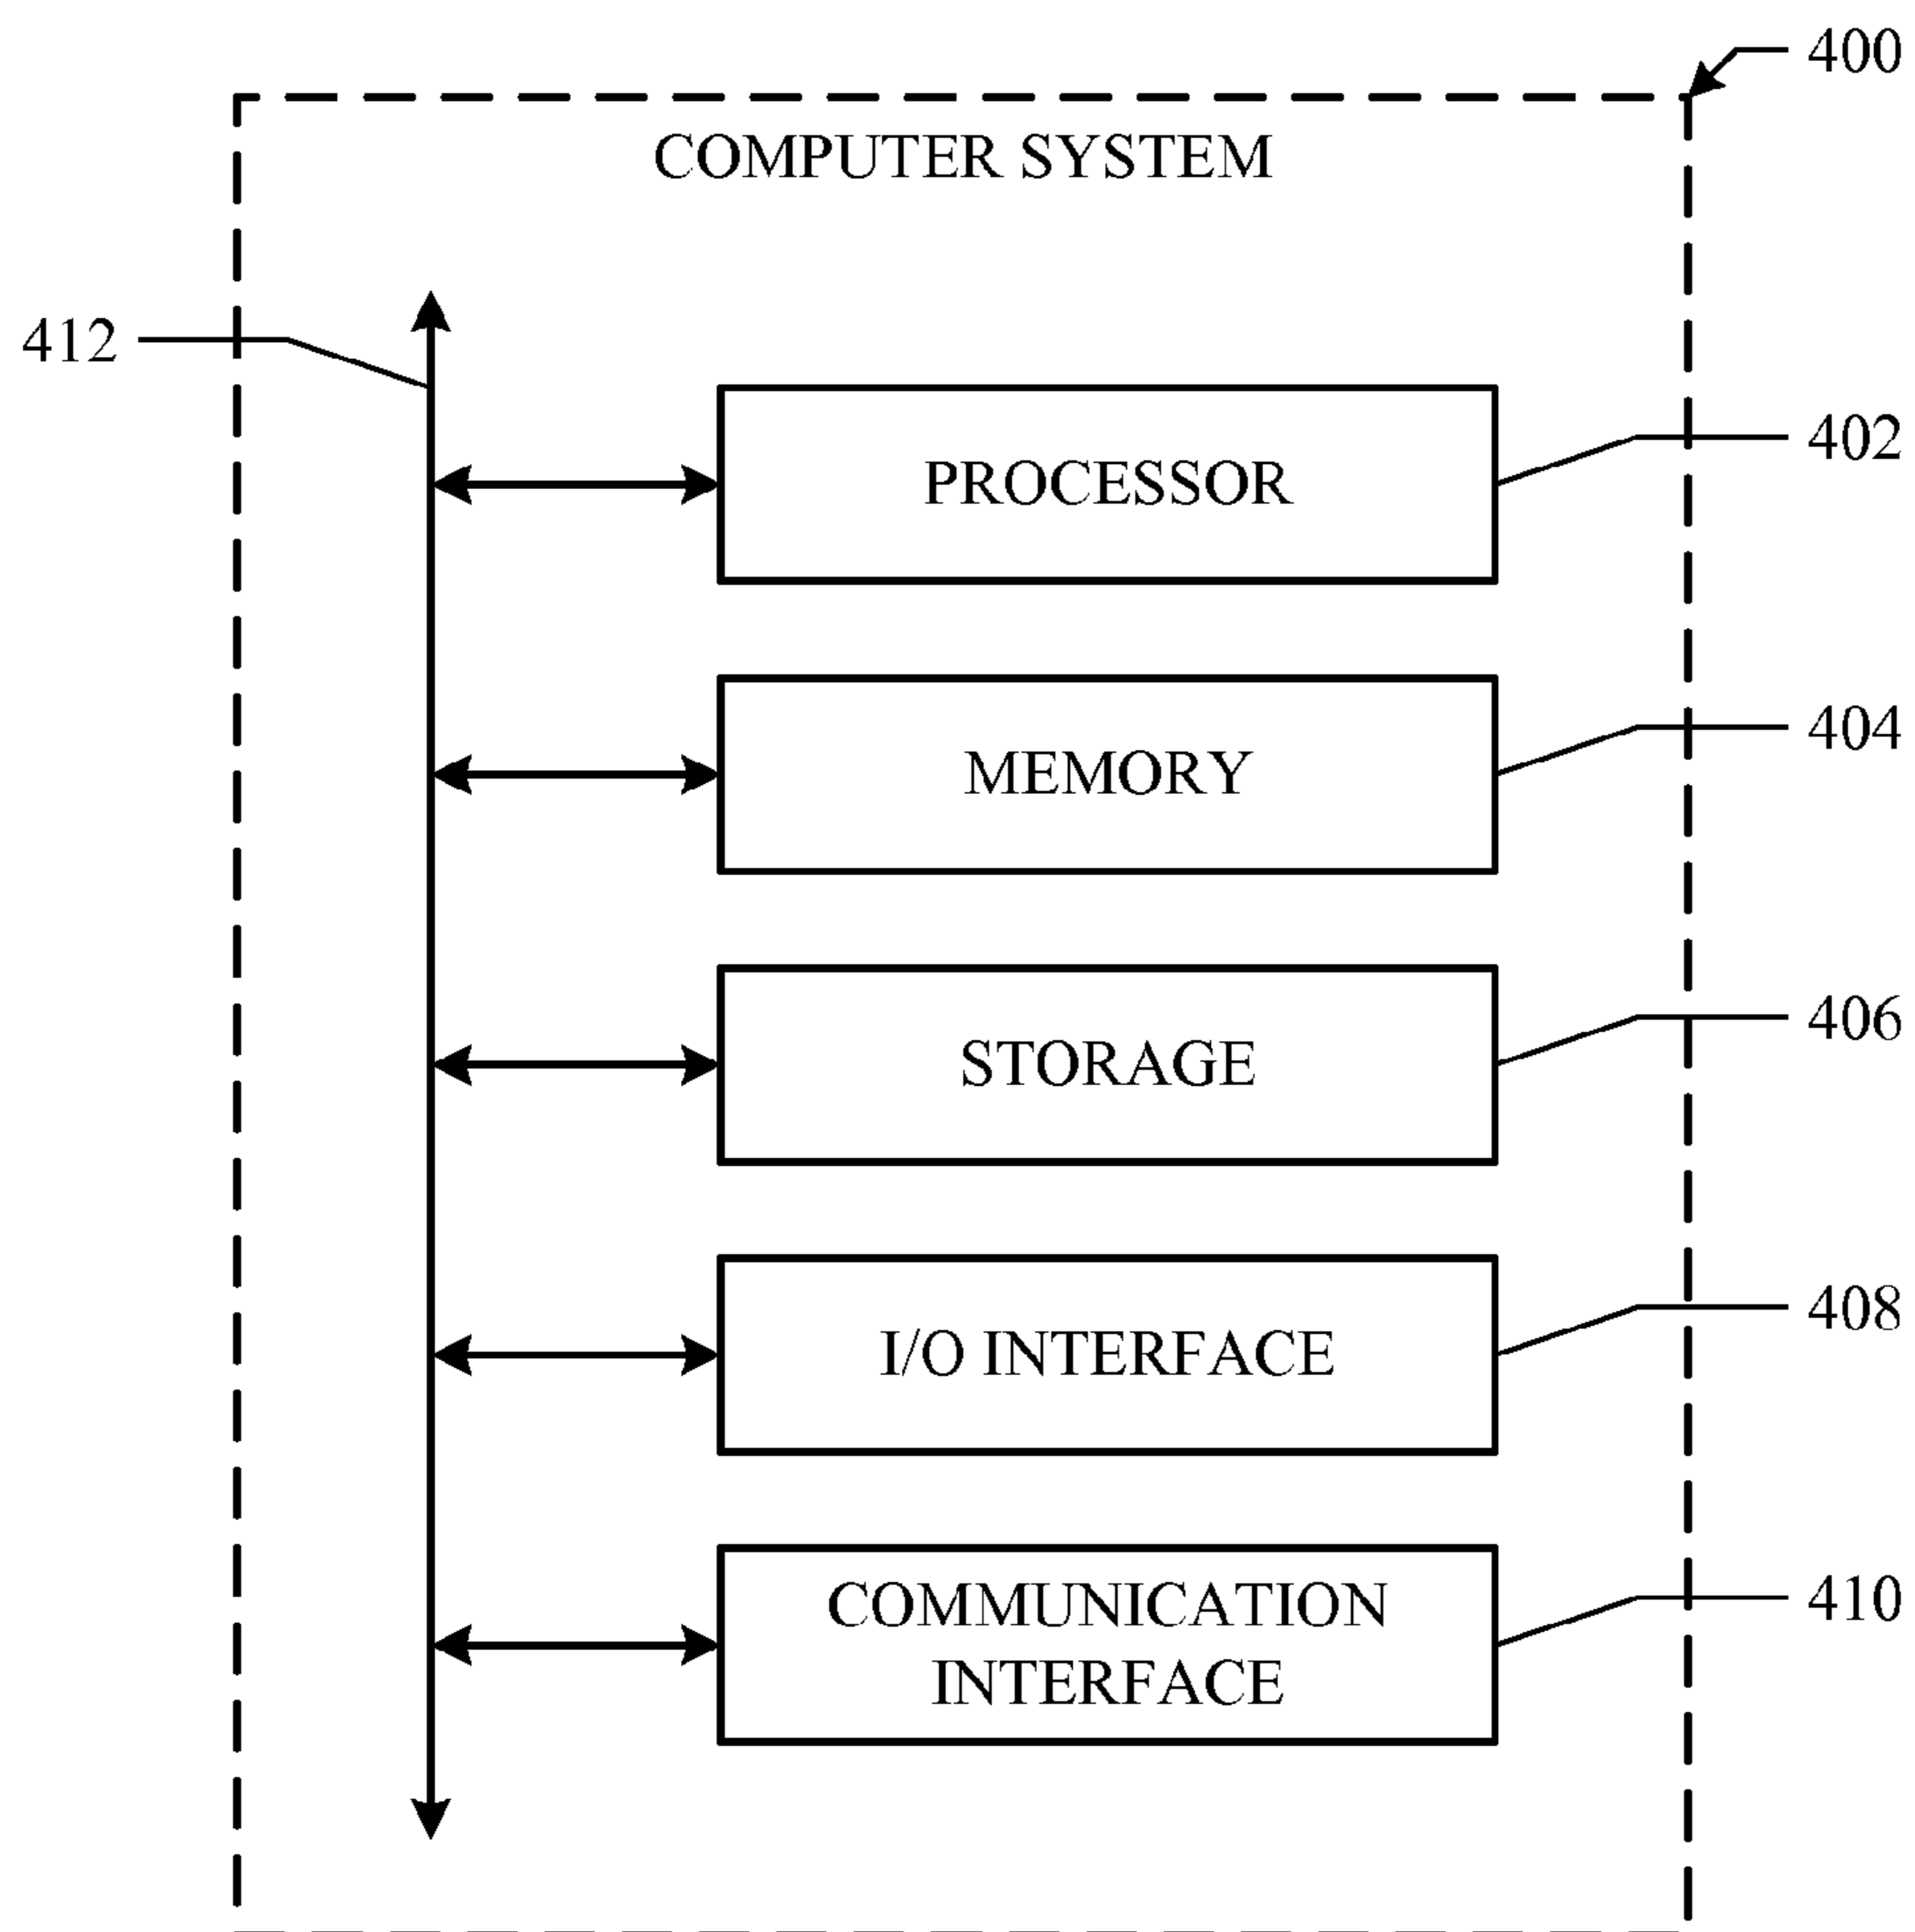 400
COMPUTER SYSTEM
412
PROCESSOR
402
MEMORY
404
STORAGE
406
I/O INTERFACE
408
COMMUNICATION
INTERFACE
410